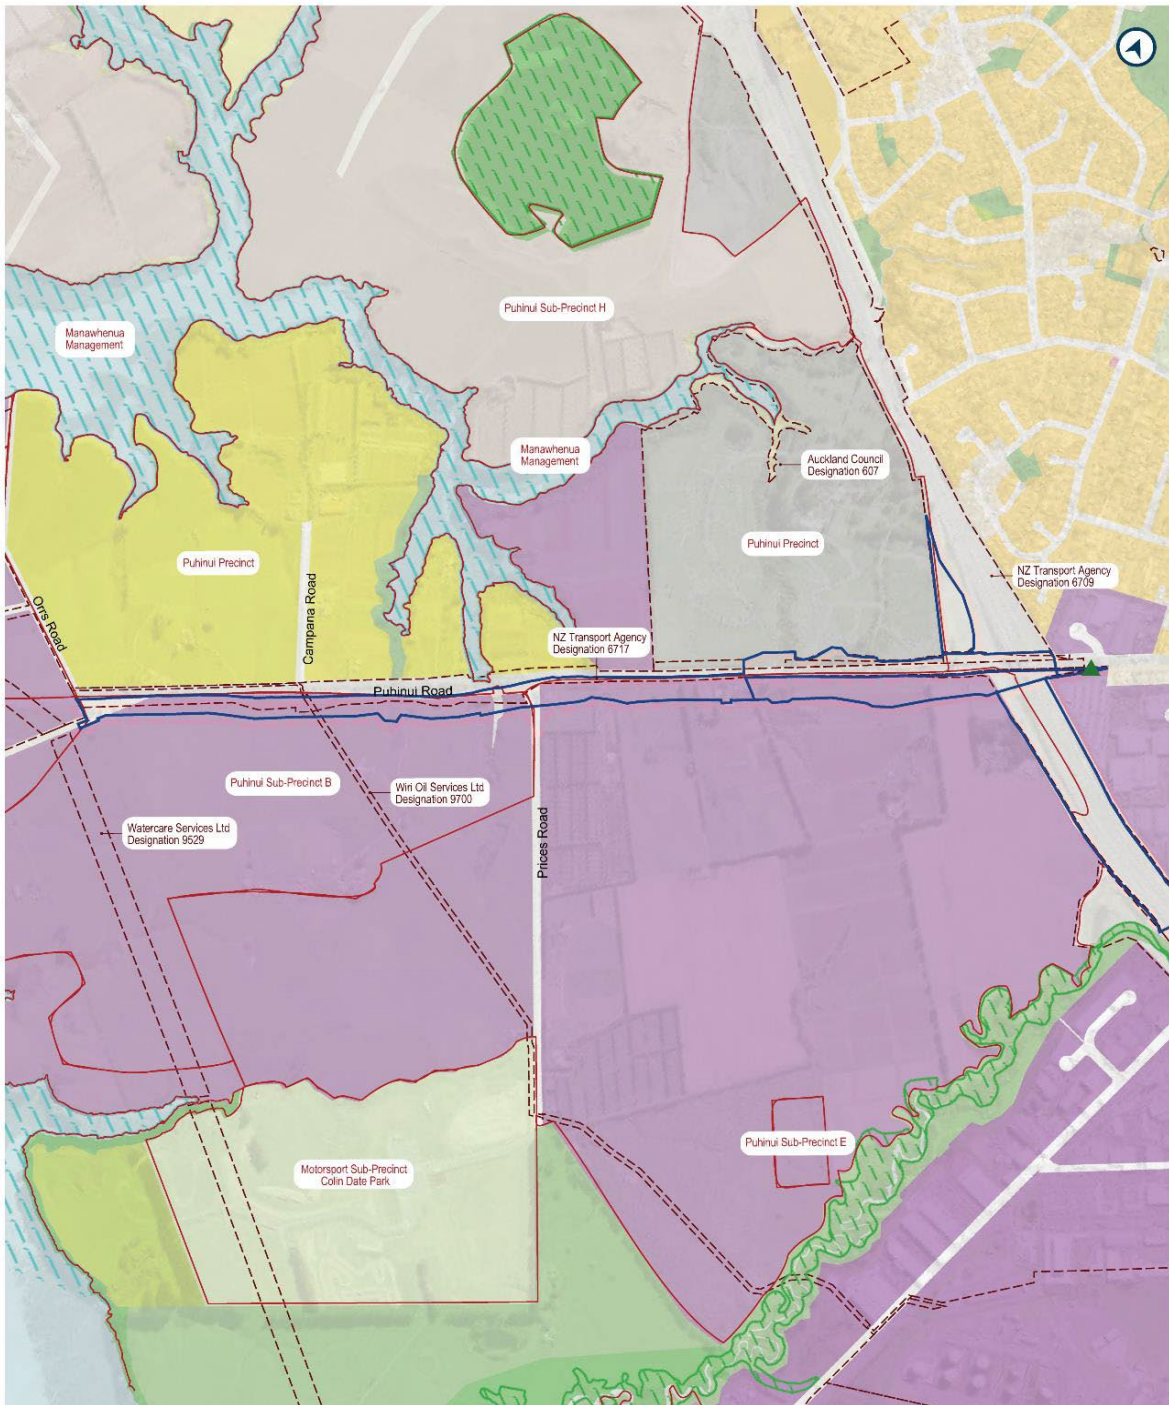 Puhinui Sub-Precinct H
Manawhenua
Management
Manawhenua
Management
Auckland Council
Designation 607
Puhinui Precinct
Puhinui Precinct
NZ Transport Agency
Designation 6709
Orrs Road
Campana Road
NZ Transport Agency
Designation 6717
Puhinui Road
Puhinui Sub-Precinct B
Wiri Oil Services Ltd
Designation 9700
Watercare Services Ltd
Designation 9529
Prices Road
Puhinui Sub-Precinct E
Motorsport Sub-Precinct
Colin Date Park